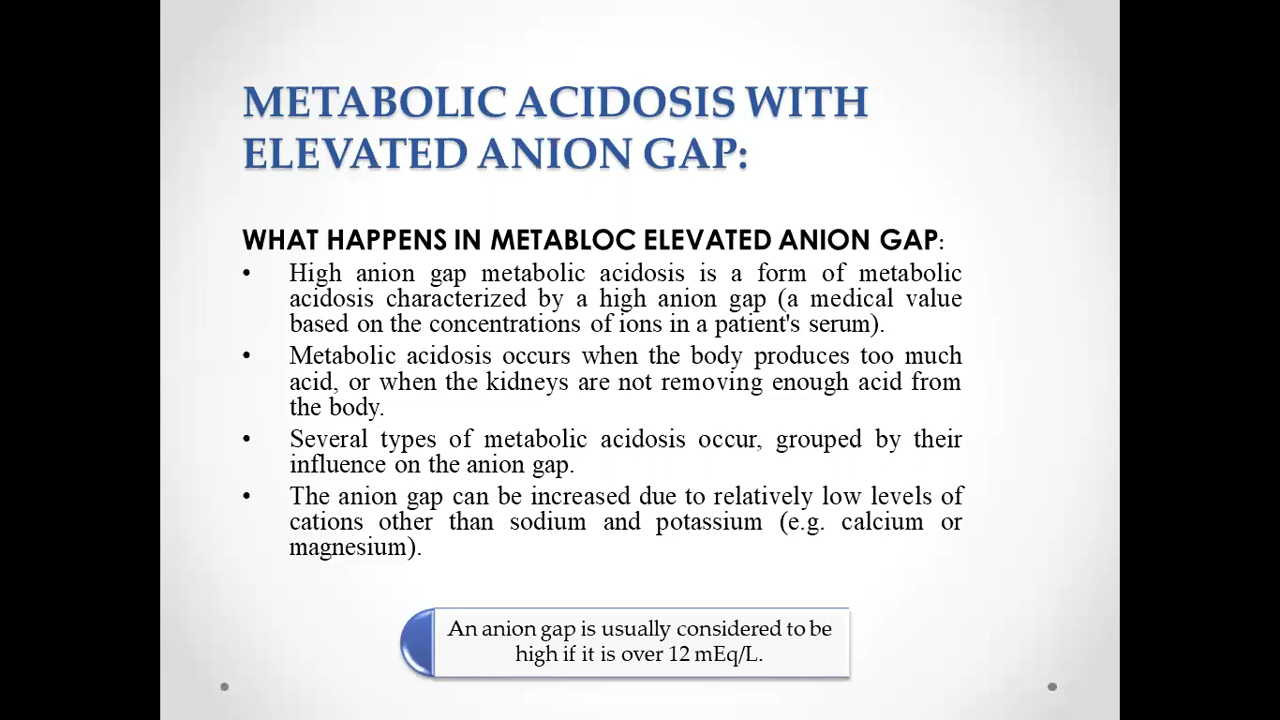 METABOLIC ACIDOSIS WITH
ELEVATED ANION GAP:
WHAT HAPPENS IN METABLOC ELEVATED ANION GAP:
• High anion gap metabolic acidosis is a form of metabolic
acidosis characterized by a high anion gap (a medical value
based on the concentrations of ions in a patient's serum).
• Metabolic acidosis occurs when the body produces too much
acid, or when the kidneys are not removing enough acid from
the body.
• Several types of metabolic acidosis occur, grouped by their
influence on the anion gap.
• The anion gap can be increased due to relatively low levels of
cations other than sodium and potassium (e.g. calcium or
magnesium).
An anion gap is usually considered to be
high if it is over 12 mEq/L.